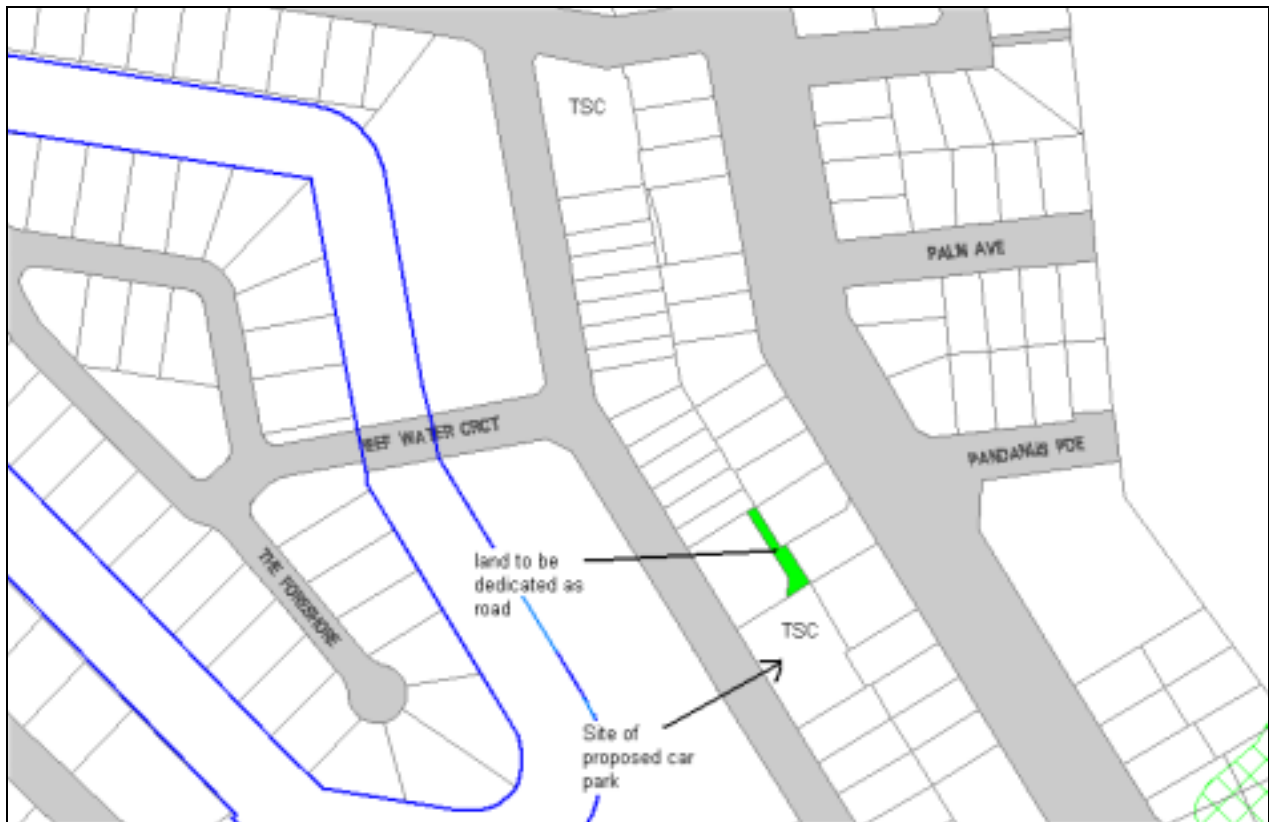 TSC
PALM AVE
REEF WATER CRCT
PANDANUS PDE
land to be
dedicated as
road
THE FORESHORE
TSC
Site of
proposed car
park